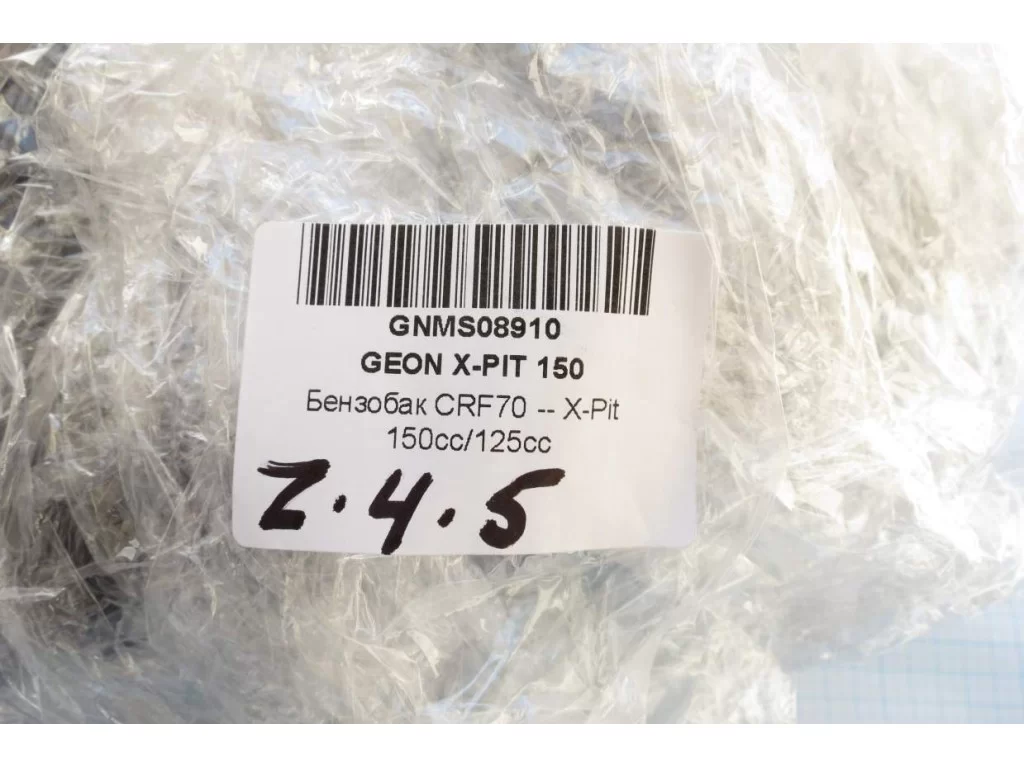 GNMS08910
GEON X-PIT 150
Бензобак CRF70 -- X-Pit
150cc/125cc
2.4.5